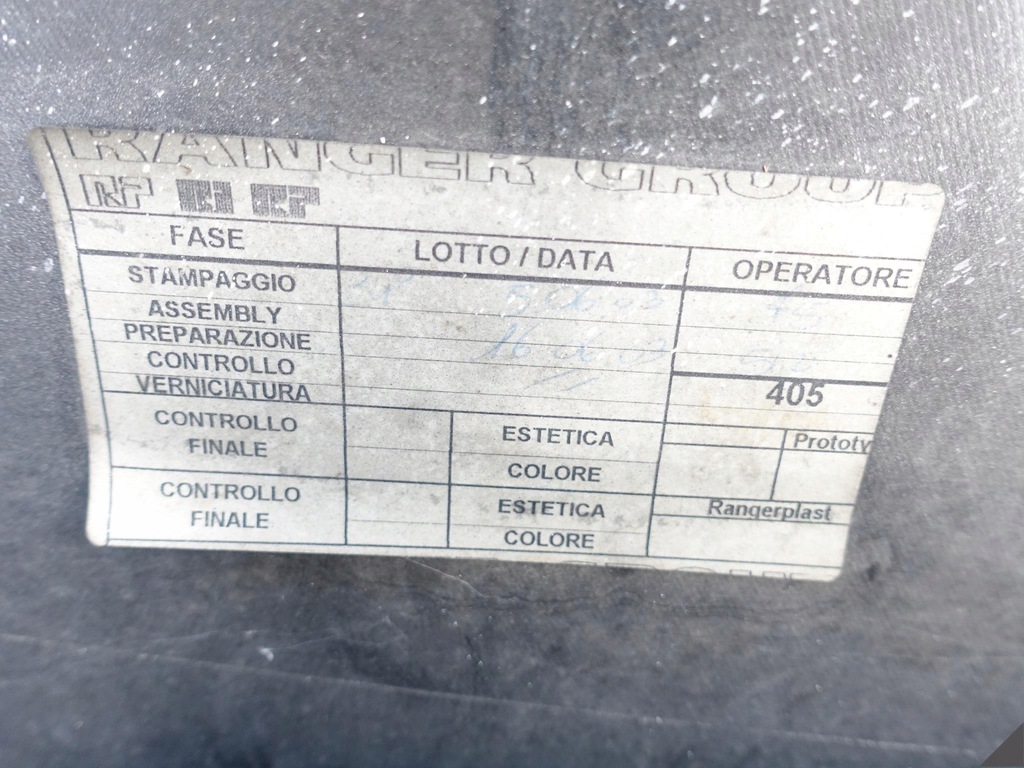 RANGER GROUP
FASE LOTTO / DATA OPERATORE
STAMPAGGIO
ASSEMBLY
PREPARAZIONE
CONTROLLO
VERNICIATURA 405
CONTROLLO FINALE ESTETICA Prototy
COLORE
CONTROLLO FINALE ESTETICA Rangerplast
COLORE